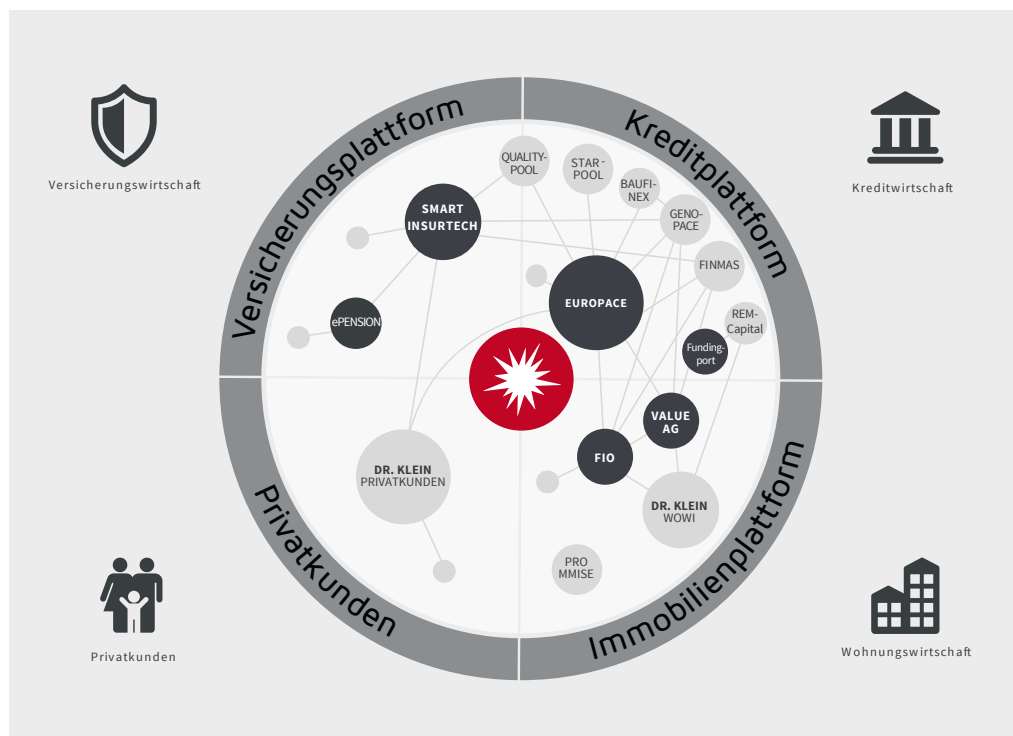 Versicherungsplattform
Kreditplattform
Versicherungswirtschaft
Kreditwirtschaft
QUALITY-
POOL
STAR-
POOL
BAUFI-
NEX
GENO-
PACE
SMART
INSURTECH
FINMAS
EUROPACE
REM-
Capital
ePENSION
Funding-
port
VALUE
AG
FIO
DR. KLEIN
PRIVATKUNDEN
DR. KLEIN
WOWI
PRO
MMISE
Privatkunden
Immobilienplattform
Privatkunden
Wohnungswirtschaft